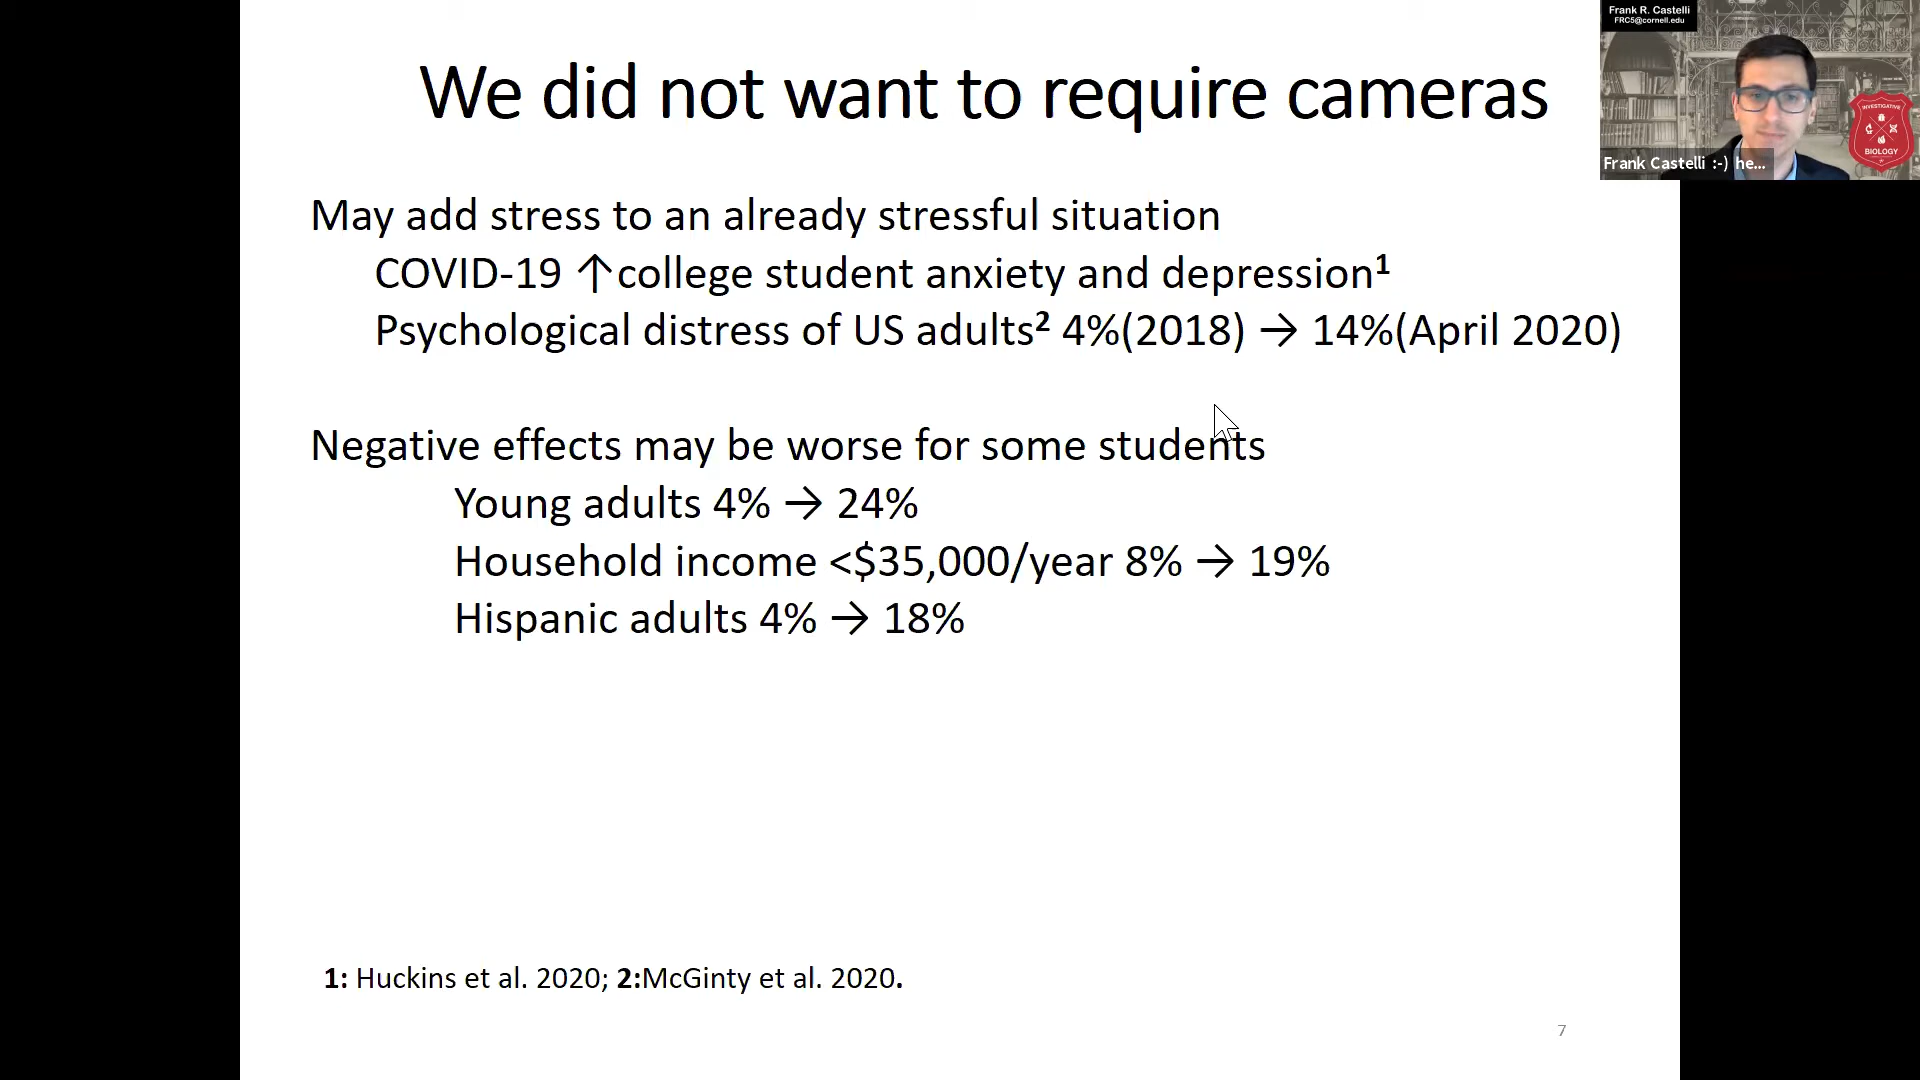 We did not want to require cameras
May add stress to an already stressful situation
COVID-19 ↑college student anxiety and depression¹
Psychological distress of US adults² 4%(2018) → 14%(April 2020)
Negative effects may be worse for some students
Young adults 4% → 24%
Household income <$35,000/year 8% → 19%
Hispanic adults 4% → 18%
1: Huckins et al. 2020; 2:McGinty et al. 2020.
7
Frank R. Castelli
FRC5@cornell.edu
INVESTIGATIVE
BIOLOGY
Frank Castelli :-) he...